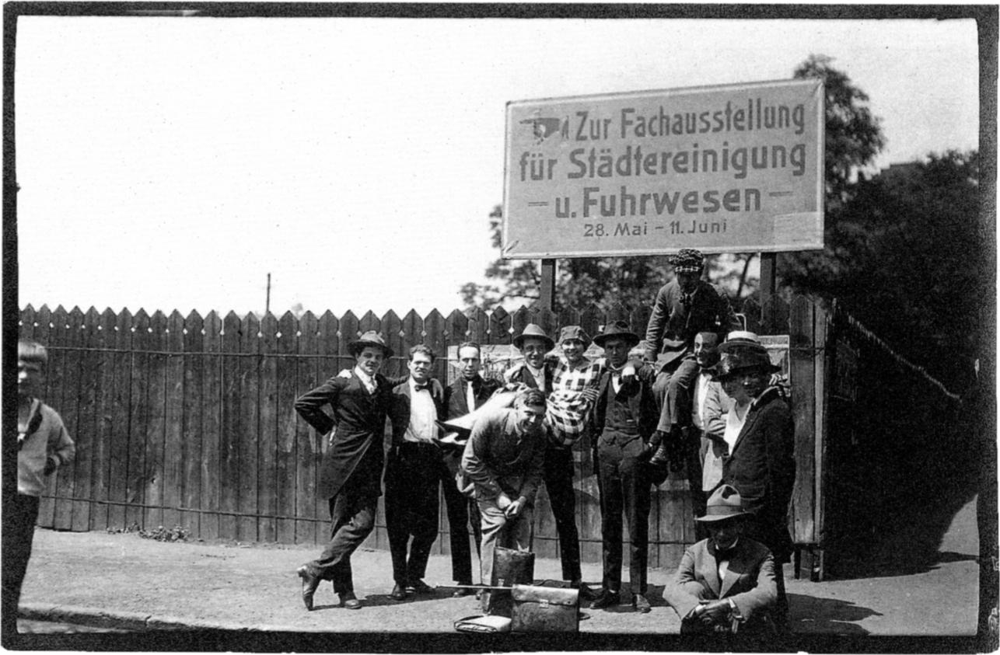 Zur Fachausstellung
für Städtereinigung
– u. Fuhrwesen –
28. Mai – 11. Juni